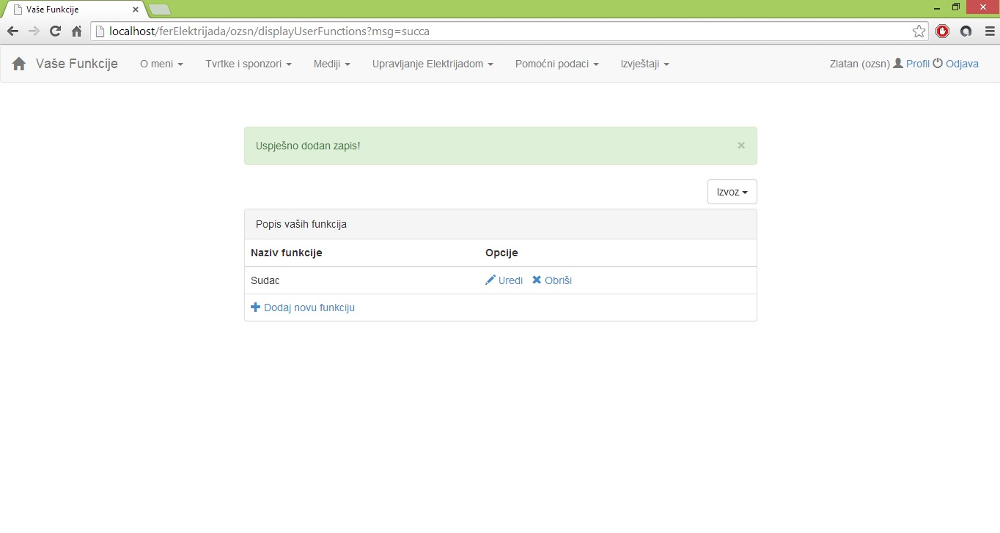 Vaše Funkcije
localhost/ferElektrijada/ozsn/displayUserFunctions?msg=succa
Vaše Funkcije O meni Tvrtke i sponzori Mediji Upravljanje Elektrijadom Pomoćni podaci Izvještaji Zlatan (ozsn) Profil Odjava
Uspješno dodan zapis! ×
Izvoz
Popis vaših funkcija
Naziv funkcije Opcije
Sudac Uredi Obriši
Dodaj novu funkciju